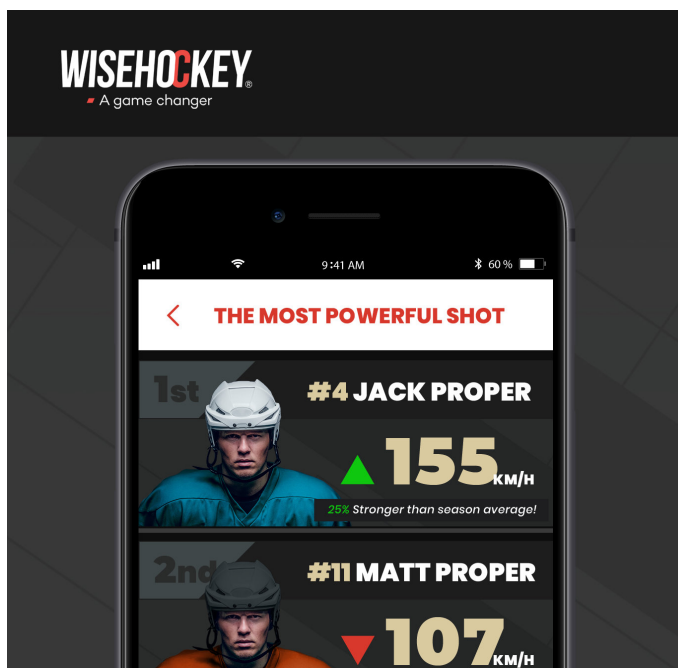 WISEHOCKEY®
A game changer
9:41 AM 60 %
THE MOST POWERFUL SHOT
1st
#4 JACK PROPER
155 KM/H
25% Stronger than season average!
2nd
#11 MATT PROPER
107 KM/H